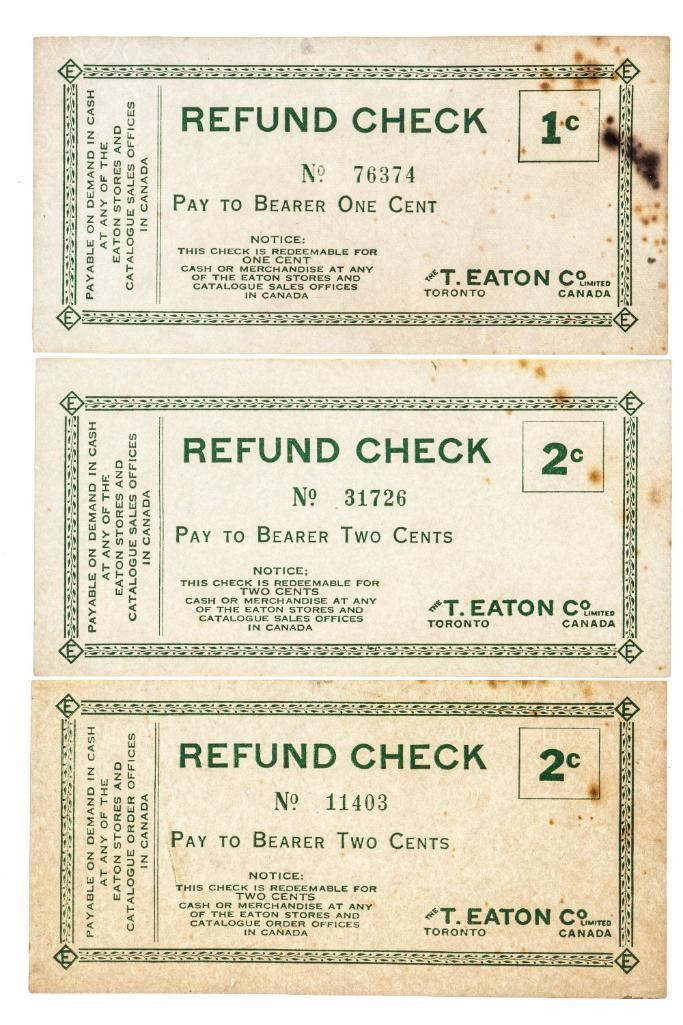 PAYABLE ON DEMAND IN CASH
AT ANY OF THE
EATON STORES AND
CATALOGUE SALES OFFICES
IN CANADA
REFUND CHECK
1c
No 76374
PAY TO BEARER ONE CENT
NOTICE:
THIS CHECK IS REDEEMABLE FOR
ONE CENT
CASH OR MERCHANDISE AT ANY
OF THE EATON STORES AND
CATALOGUE SALES OFFICES
IN CANADA
THE T. EATON CO LIMITED
TORONTO CANADA
E
E
E
E
PAYABLE ON DEMAND IN CASH
AT ANY OF THE
EATON STORES AND
CATALOGUE SALES OFFICES
IN CANADA
REFUND CHECK
2c
No 31726
PAY TO BEARER TWO CENTS
NOTICE;
THIS CHECK IS REDEEMABLE FOR
TWO CENTS
CASH OR MERCHANDISE AT ANY
OF THE EATON STORES AND
CATALOGUE SALES OFFICES
IN CANADA
THE T. EATON CO LIMITED
TORONTO CANADA
E
E
E
E
PAYABLE ON DEMAND IN CASH
AT ANY OF THE
EATON STORES AND
CATALOGUE ORDER OFFICES
IN CANADA
REFUND CHECK
2c
No 11403
PAY TO BEARER TWO CENTS
NOTICE:
THIS CHECK IS REDEEMABLE FOR
TWO CENTS
CASH OR MERCHANDISE AT ANY
OF THE EATON STORES AND
CATALOGUE ORDER OFFICES
IN CANADA
THE T. EATON CO LIMITED
TORONTO CANADA
E
E
E
E